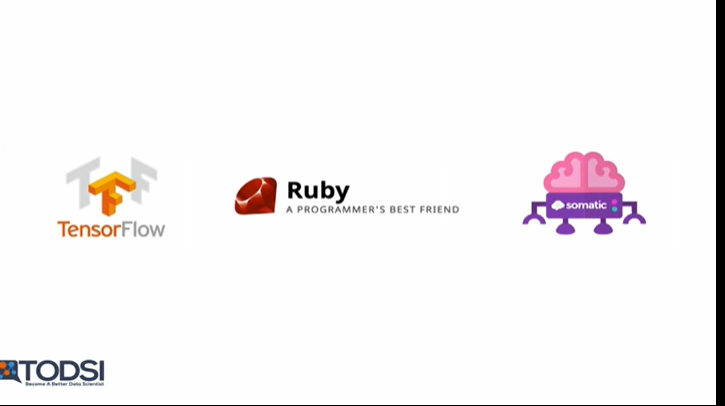 TensorFlow
Ruby
A PROGRAMMER'S BEST FRIEND
somatic
TODSI
Become A Better Data Scientist